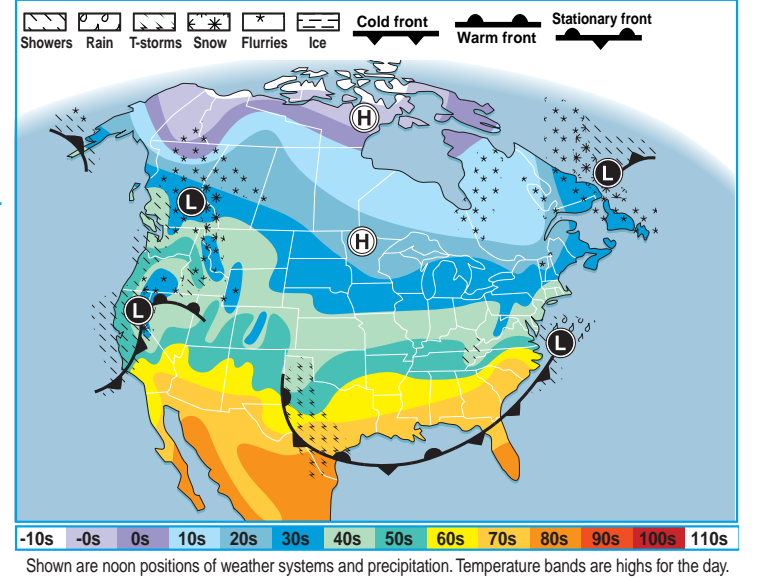 Showers Rain T-storms Snow Flurries Ice
Cold front
Warm front
Stationary front
H
L
L
H
L
L
-10s -0s 0s 10s 20s 30s 40s 50s 60s 70s 80s 90s 100s 110s
Shown are noon positions of weather systems and precipitation. Temperature bands are highs for the day.